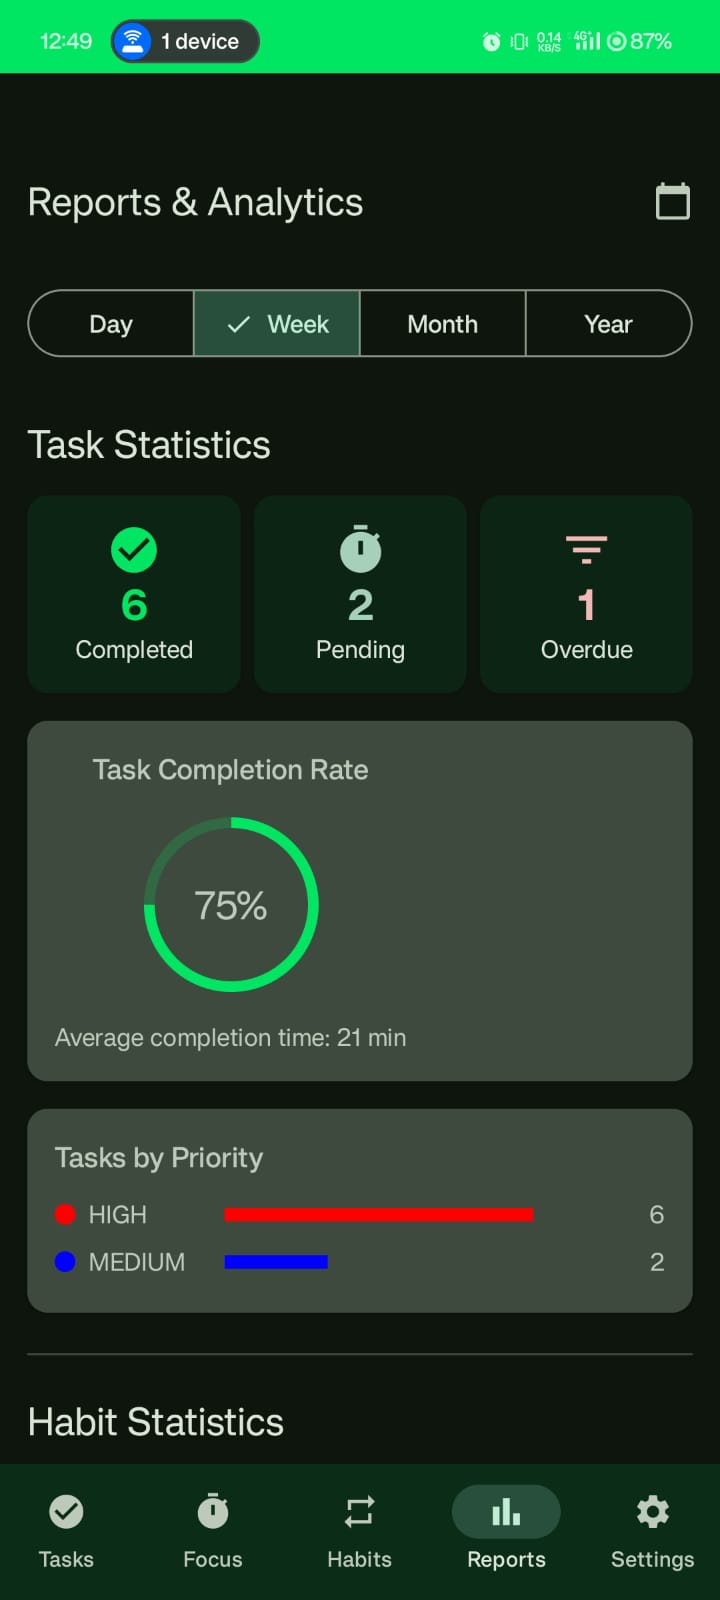 12:49 1 device 0.14 KB/S 4G+ 87%
Reports & Analytics
Day Week Month Year
Task Statistics
6 2 1
Completed Pending Overdue
Task Completion Rate
75%
Average completion time: 21 min
Tasks by Priority
HIGH 6
MEDIUM 2
Habit Statistics
Tasks Focus Habits Reports Settings